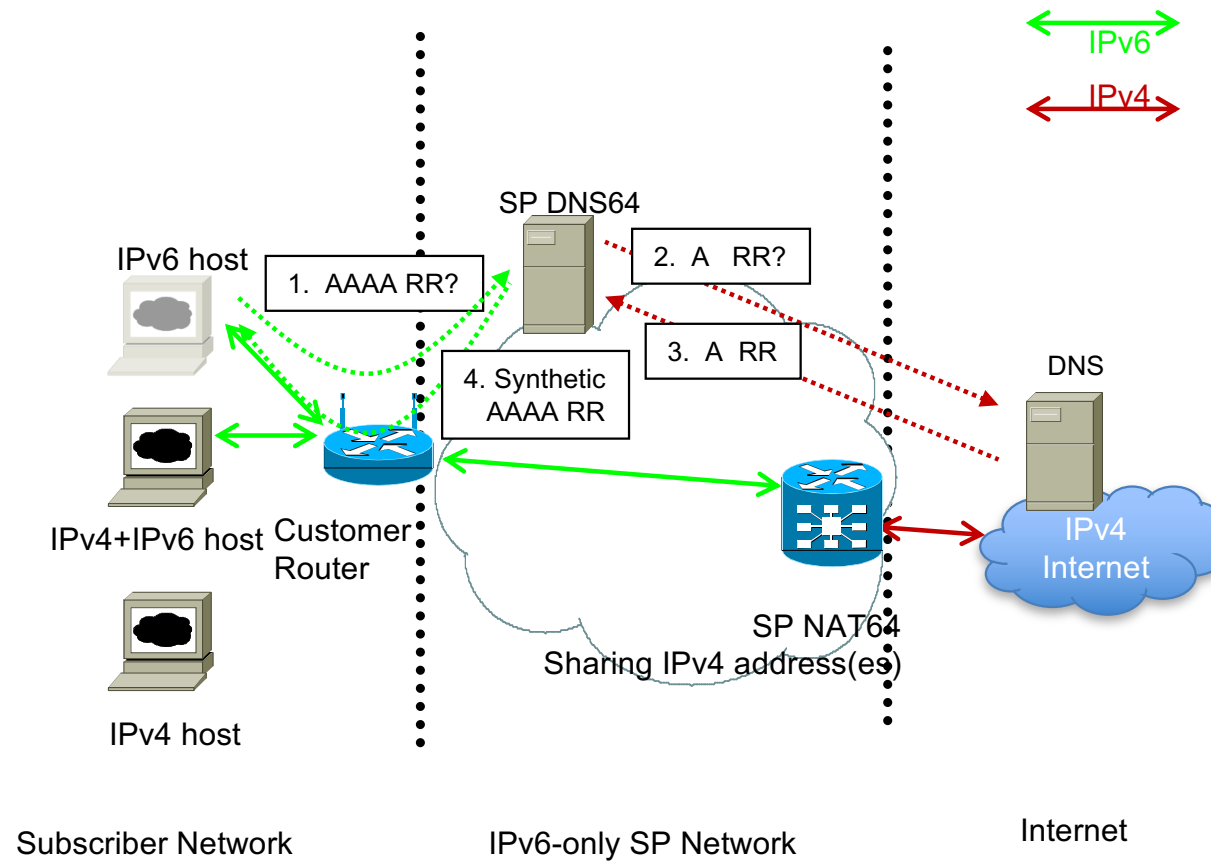 IPv6
IPv4
SP DNS64
IPv6 host
1. AAAA RR?
2. A RR?
3. A RR
4. Synthetic
AAAA RR
DNS
IPv4+IPv6 host
Customer
Router
IPv4
Internet
SP NAT64
Sharing IPv4 address(es)
IPv4 host
Subscriber Network
IPv6-only SP Network
Internet